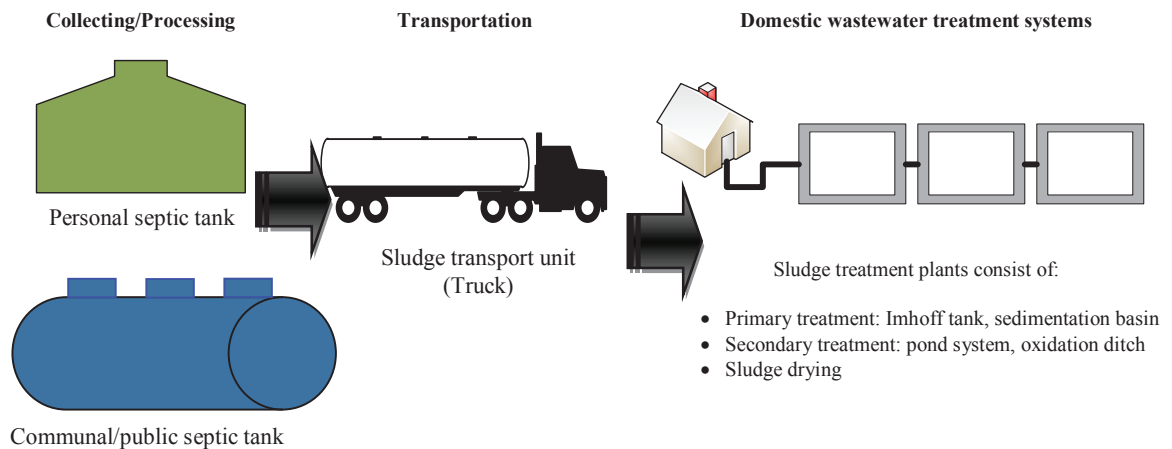 Collecting/Processing
Transportation
Domestic wastewater treatment systems
Personal septic tank
Communal/public septic tank
Sludge transport unit
(Truck)
Sludge treatment plants consist of:
• Primary treatment: Imhoff tank, sedimentation basin
• Secondary treatment: pond system, oxidation ditch
• Sludge drying